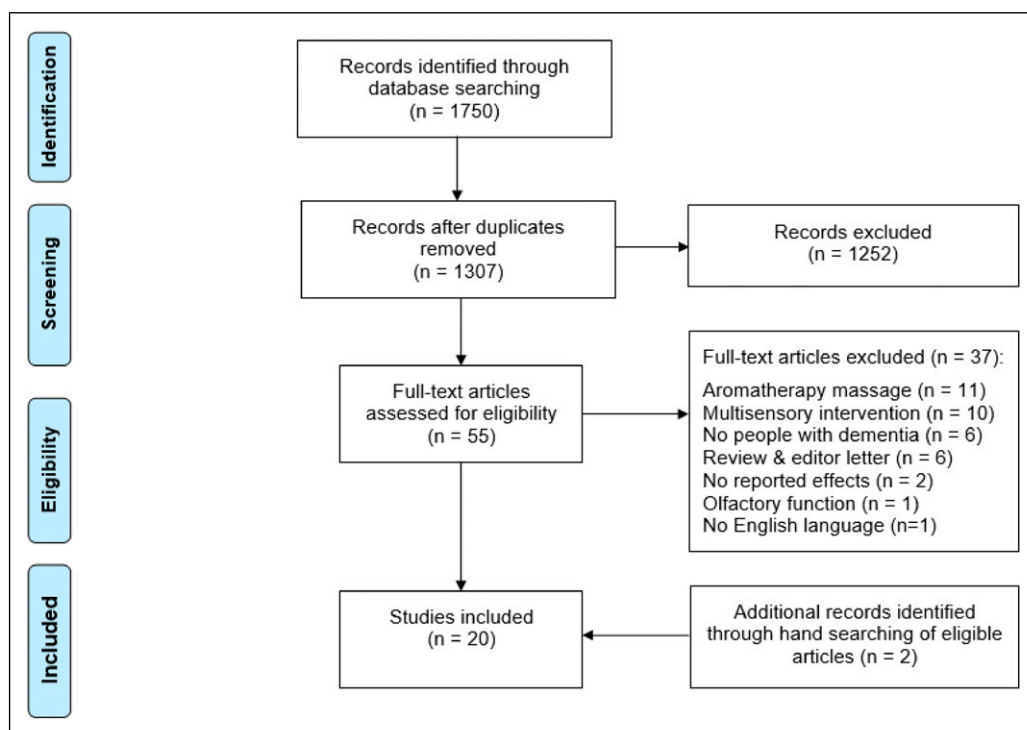 Identification
Records identified through
database searching
(n = 1750)
Screening
Records after duplicates
removed
(n = 1307)
Records excluded
(n = 1252)
Eligibility
Full-text articles
assessed for eligibility
(n = 55)
Full-text articles excluded (n = 37):
Aromatherapy massage (n = 11)
Multisensory intervention (n = 10)
No people with dementia (n = 6)
Review & editor letter (n = 6)
No reported effects (n = 2)
Olfactory function (n = 1)
No English language (n=1)
Included
Studies included
(n = 20)
Additional records identified
through hand searching of eligible
articles (n = 2)